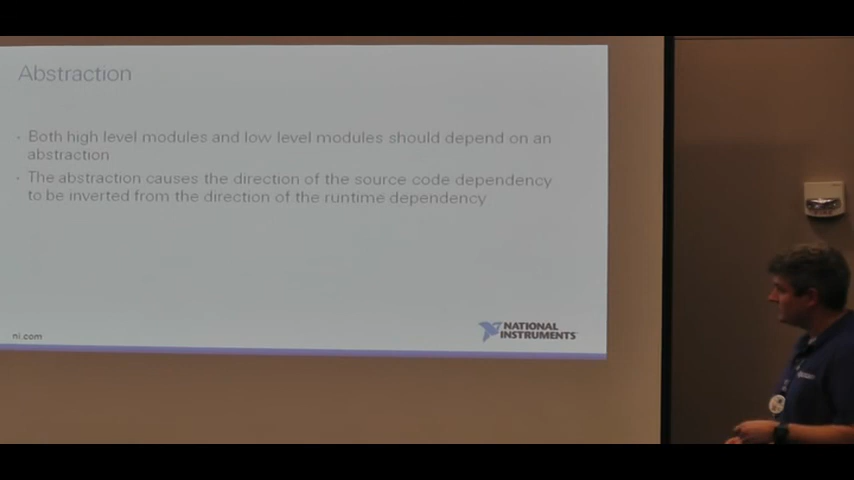 Abstraction
· Both high level modules and low level modules should depend on an
abstraction
· The abstraction causes the direction of the source code dependency
to be inverted from the direction of the runtime dependency
ni.com
NATIONAL
INSTRUMENTS